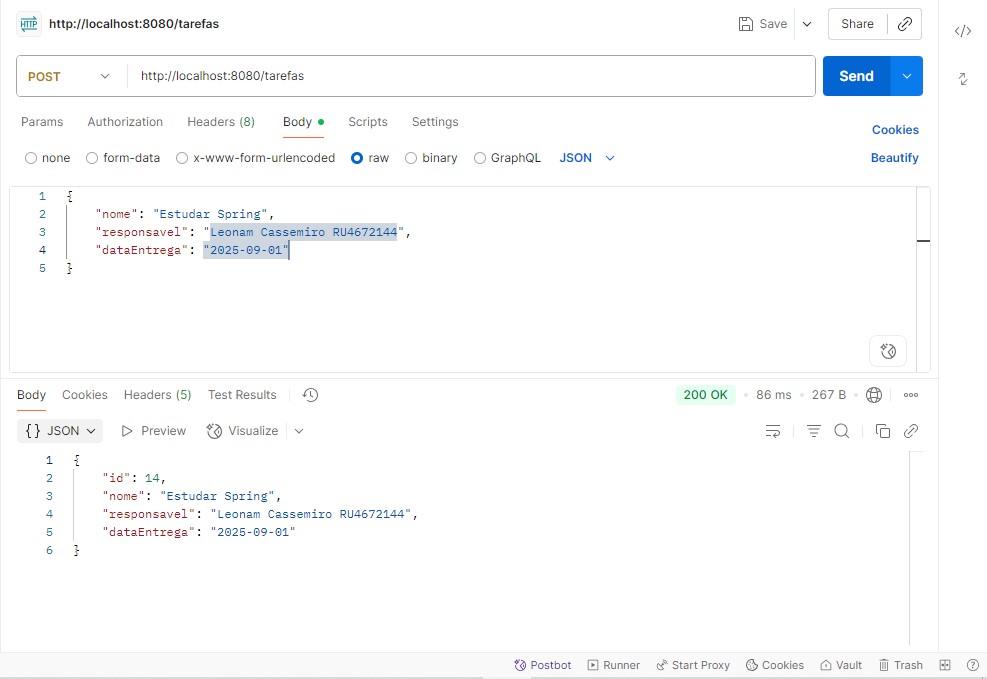 HTTP http://localhost:8080/tarefas Save Share
POST http://localhost:8080/tarefas Send
Params Authorization Headers (8) Body Scripts Settings Cookies
none form-data x-www-form-urlencoded raw binary GraphQL JSON Beautify
1 {
2 "nome": "Estudar Spring",
3 "responsavel": "Leonam Cassemiro RU4672144",
4 "dataEntrega": "2025-09-01"
5 }
Body Cookies Headers (5) Test Results 200 OK • 86 ms • 267 B •
{} JSON Preview Visualize
1 {
2 "id": 14,
3 "nome": "Estudar Spring",
4 "responsavel": "Leonam Cassemiro RU4672144",
5 "dataEntrega": "2025-09-01"
6 }
Postbot Runner Start Proxy Cookies Vault Trash